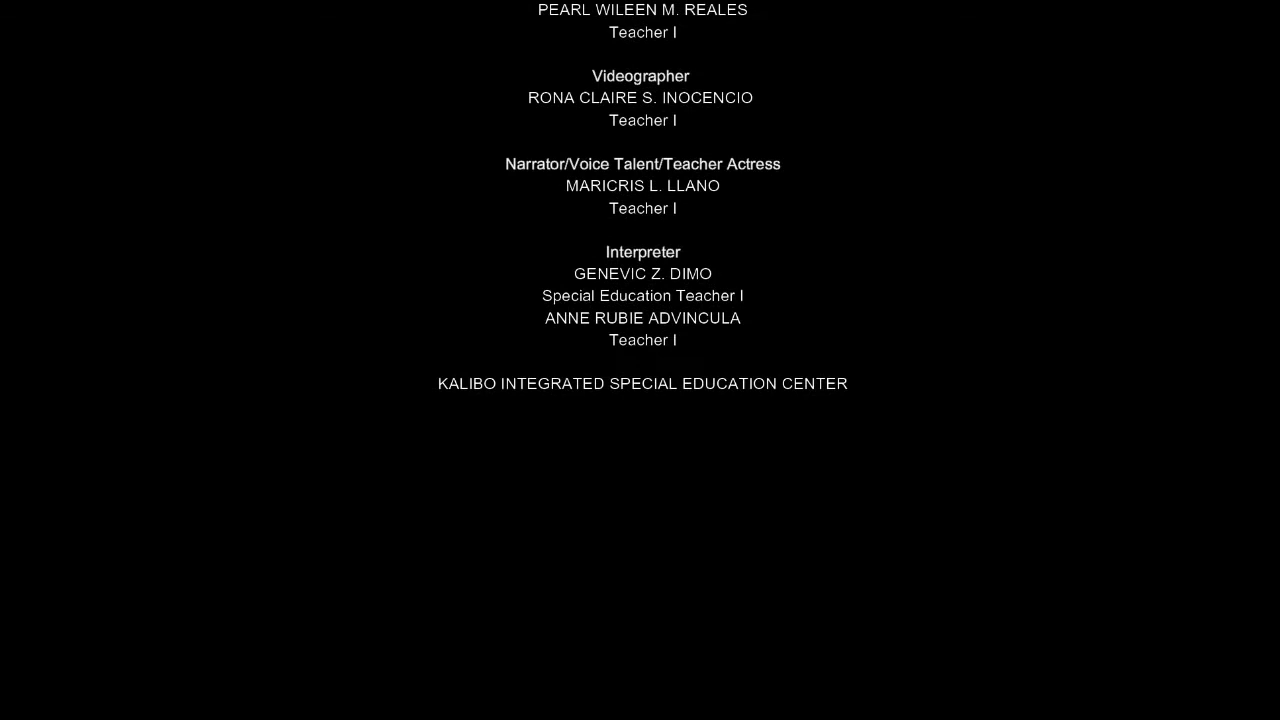 PEARL WILEEN M. REALES
Teacher I
Videographer
RONA CLAIRE S. INOCENCIO
Teacher I
Narrator/Voice Talent/Teacher Actress
MARICRIS L. LLANO
Teacher I
Interpreter
GENEVIC Z. DIMO
Special Education Teacher I
ANNE RUBIE ADVINCULA
Teacher I
KALIBO INTEGRATED SPECIAL EDUCATION CENTER